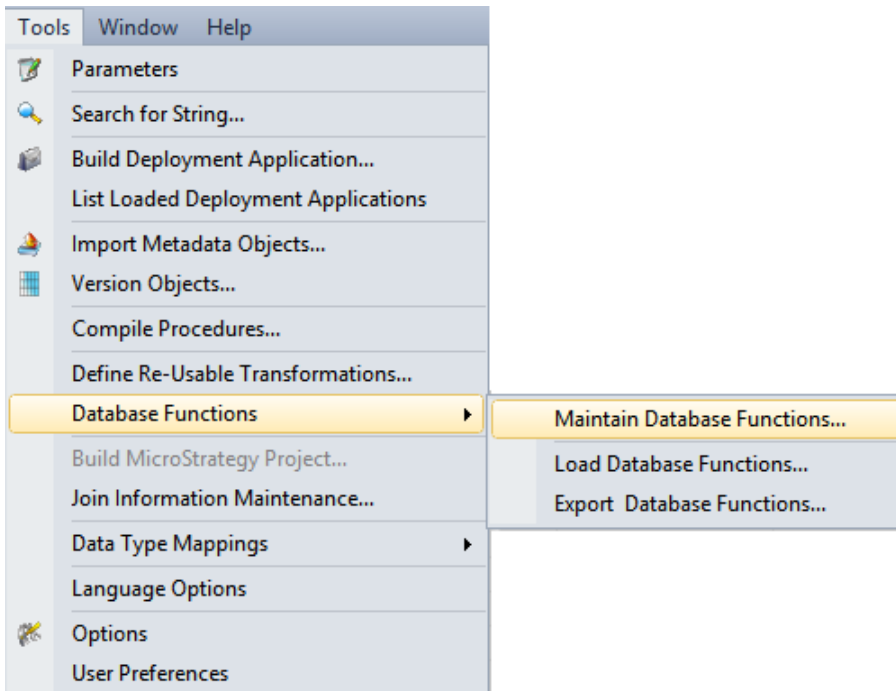 Tools Window Help
Parameters
Search for String...
Build Deployment Application...
List Loaded Deployment Applications
Import Metadata Objects...
Version Objects...
Compile Procedures...
Define Re-Usable Transformations...
Database Functions
Maintain Database Functions...
Load Database Functions...
Export  Database Functions...
Build MicroStrategy Project...
Join Information Maintenance...
Data Type Mappings
Language Options
Options
User Preferences